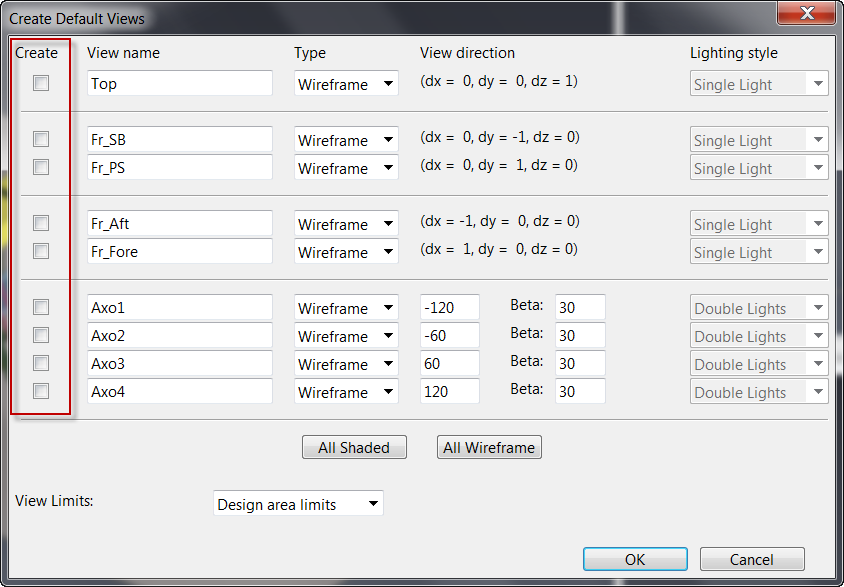 Create Default Views
Create View name Type View direction Lighting style
Top Wireframe (dx = 0, dy = 0, dz = 1) Single Light
Fr_SB Wireframe (dx = 0, dy = -1, dz = 0) Single Light
Fr_PS Wireframe (dx = 0, dy = 1, dz = 0) Single Light
Fr_Aft Wireframe (dx = -1, dy = 0, dz = 0) Single Light
Fr_Fore Wireframe (dx = 1, dy = 0, dz = 0) Single Light
Axo1 Wireframe -120 Beta: 30 Double Lights
Axo2 Wireframe -60 Beta: 30 Double Lights
Axo3 Wireframe 60 Beta: 30 Double Lights
Axo4 Wireframe 120 Beta: 30 Double Lights
All Shaded All Wireframe
View Limits: Design area limits
OK Cancel